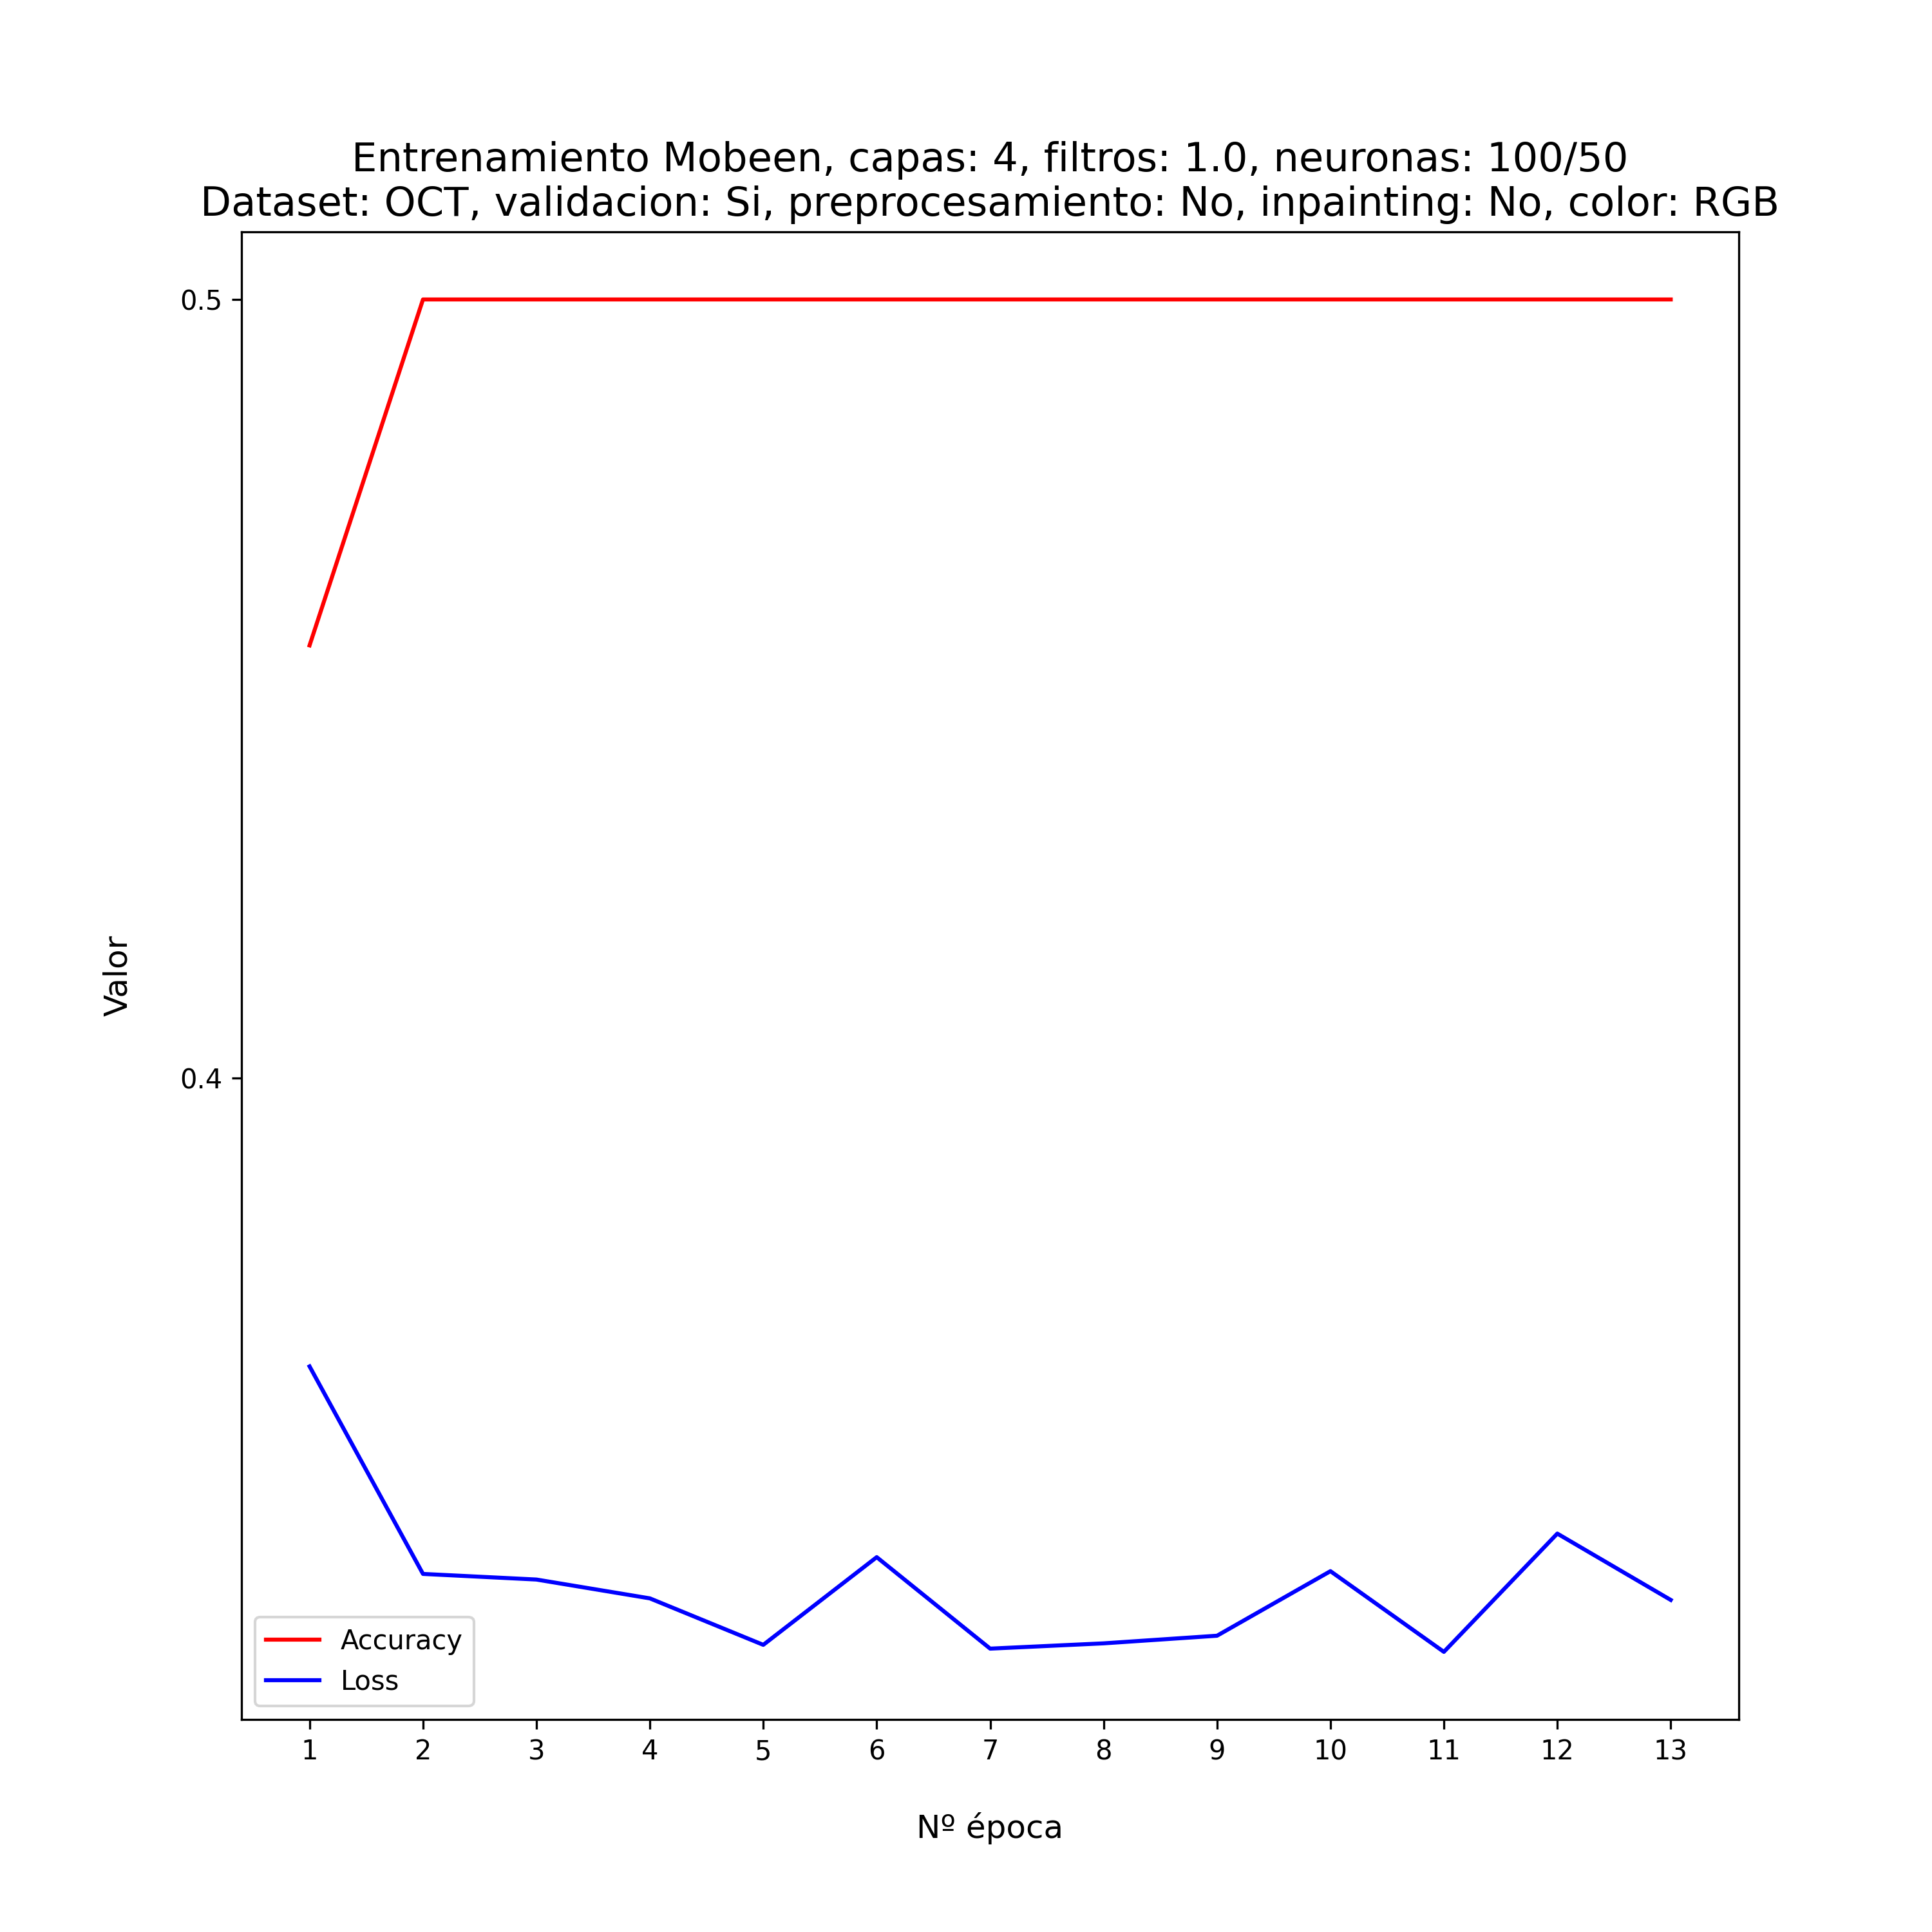 Entrenamiento Mobeen, capas: 4, filtros: 1.0, neuronas: 100/50
Dataset: OCT, validacion: Si, preprocesamiento: No, inpainting: No, color: RGB
0.5
0.4
Valor
Accuracy
Loss
1 2 3 4 5 6 7 8 9 10 11 12 13
Nº época